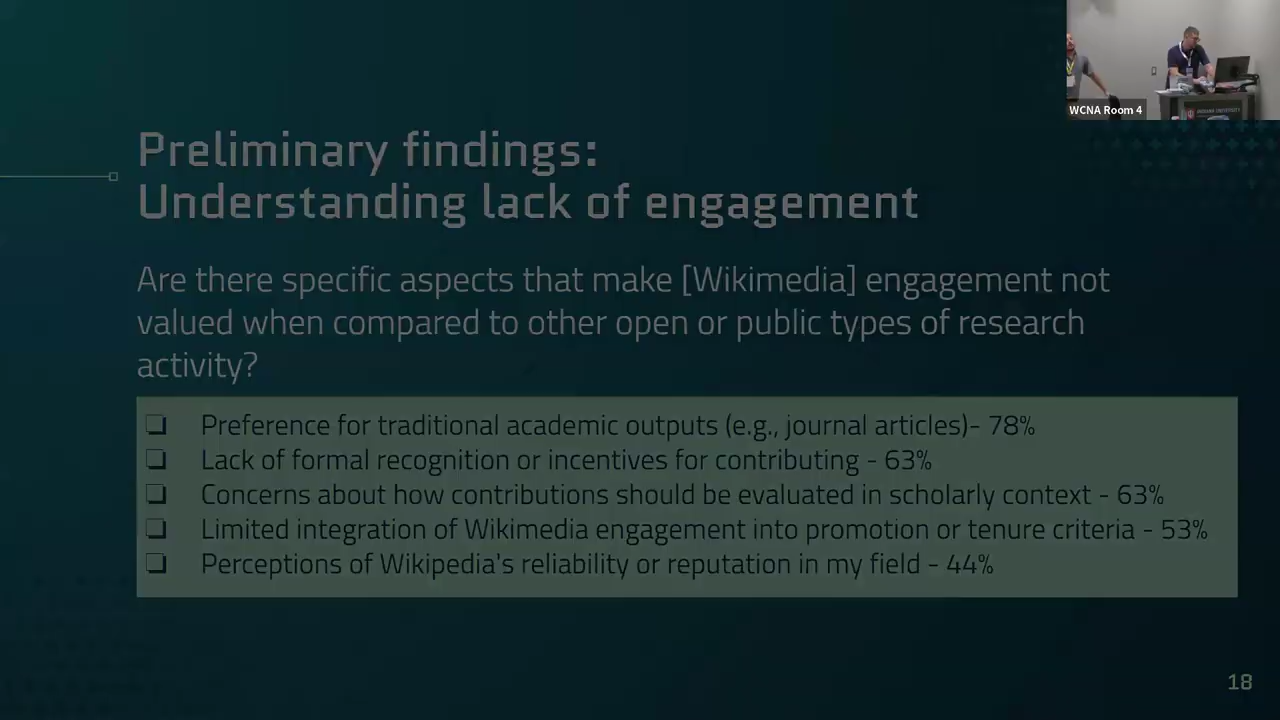 WCNA Room 4
INDIANA UNIVERSITY
Preliminary findings:
Understanding lack of engagement
Are there specific aspects that make [Wikimedia] engagement not
valued when compared to other open or public types of research
activity?
❏ Preference for traditional academic outputs (e.g., journal articles)- 78%
❏ Lack of formal recognition or incentives for contributing - 63%
❏ Concerns about how contributions should be evaluated in scholarly context - 63%
❏ Limited integration of Wikimedia engagement into promotion or tenure criteria - 53%
❏ Perceptions of Wikipedia's reliability or reputation in my field - 44%
18